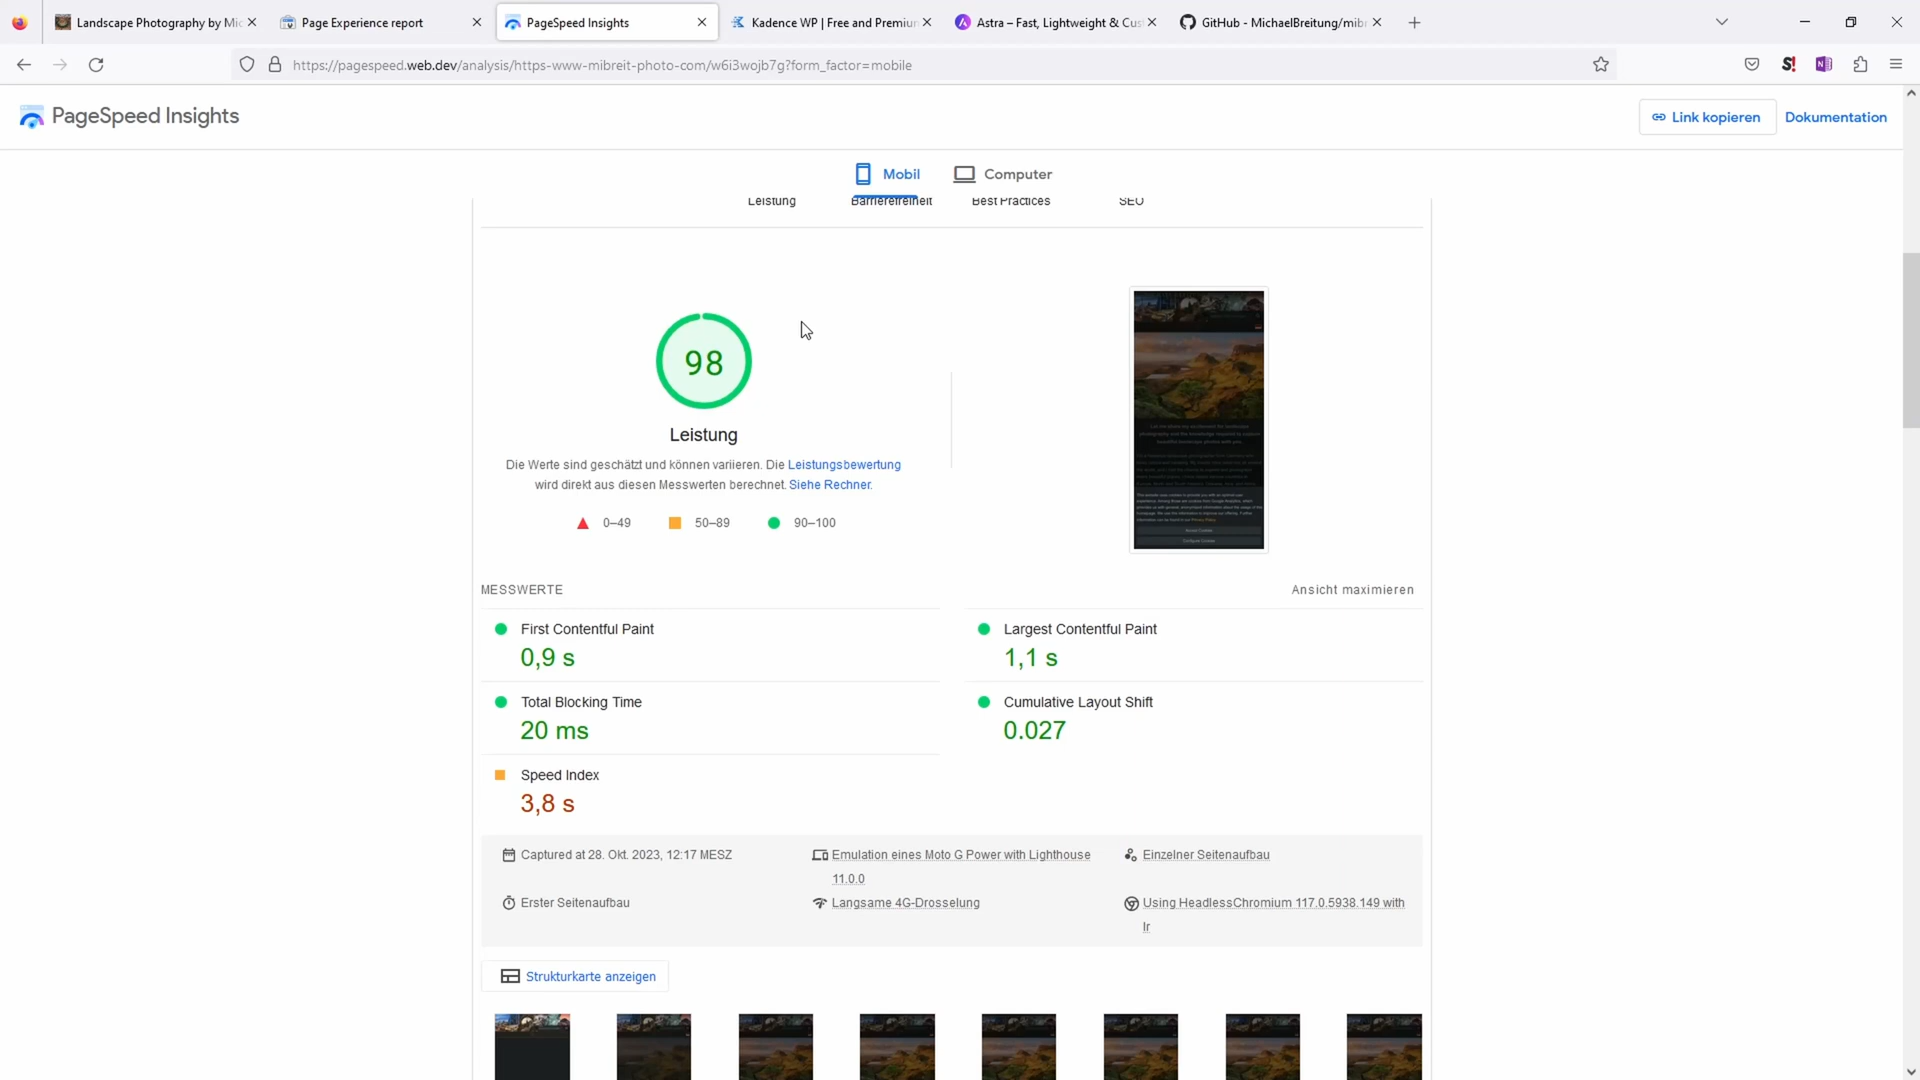 Landscape Photography by Mic
Page Experience report
PageSpeed Insights
Kadence WP | Free and Premium
Astra – Fast, Lightweight & Cus
GitHub - MichaelBreitung/mibr
https://pagespeed.web.dev/analysis/https-www-mibreit-photo-com/w6i3wojb7g?form_factor=mobile
PageSpeed Insights
Link kopieren
Dokumentation
Mobil
Computer
Leistung
Barrierefreiheit
Best Practices
SEO
98
Leistung
Die Werte sind geschätzt und können variieren. Die Leistungsbewertung
wird direkt aus diesen Messwerten berechnet. Siehe Rechner.
0–49
50–89
90–100
MESSWERTE
Ansicht maximieren
First Contentful Paint
0,9 s
Largest Contentful Paint
1,1 s
Total Blocking Time
20 ms
Cumulative Layout Shift
0.027
Speed Index
3,8 s
Captured at 28. Okt. 2023, 12:17 MESZ
Emulation eines Moto G Power with Lighthouse
11.0.0
Einzelner Seitenaufbau
Erster Seitenaufbau
Langsame 4G-Drosselung
Using HeadlessChromium 117.0.5938.149 with
lr
Strukturkarte anzeigen